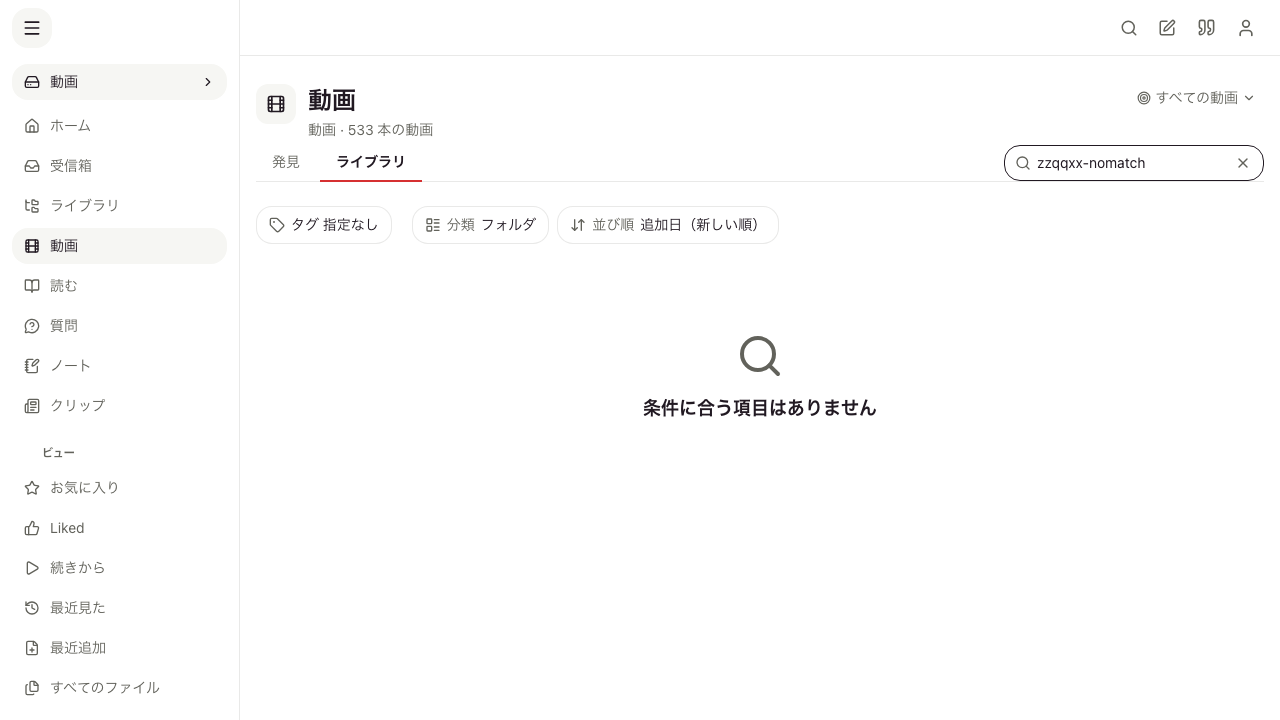 動画
ホーム
受信箱
ライブラリ
動画
読む
質問
ノート
クリップ
ビュー
お気に入り
Liked
続きから
最近見た
最近追加
すべてのファイル
動画
動画 · 533 本の動画
すべての動画
発見
ライブラリ
zzqqxx-nomatch
タグ 指定なし
分類 フォルダ
並び順 追加日（新しい順）
条件に合う項目はありません